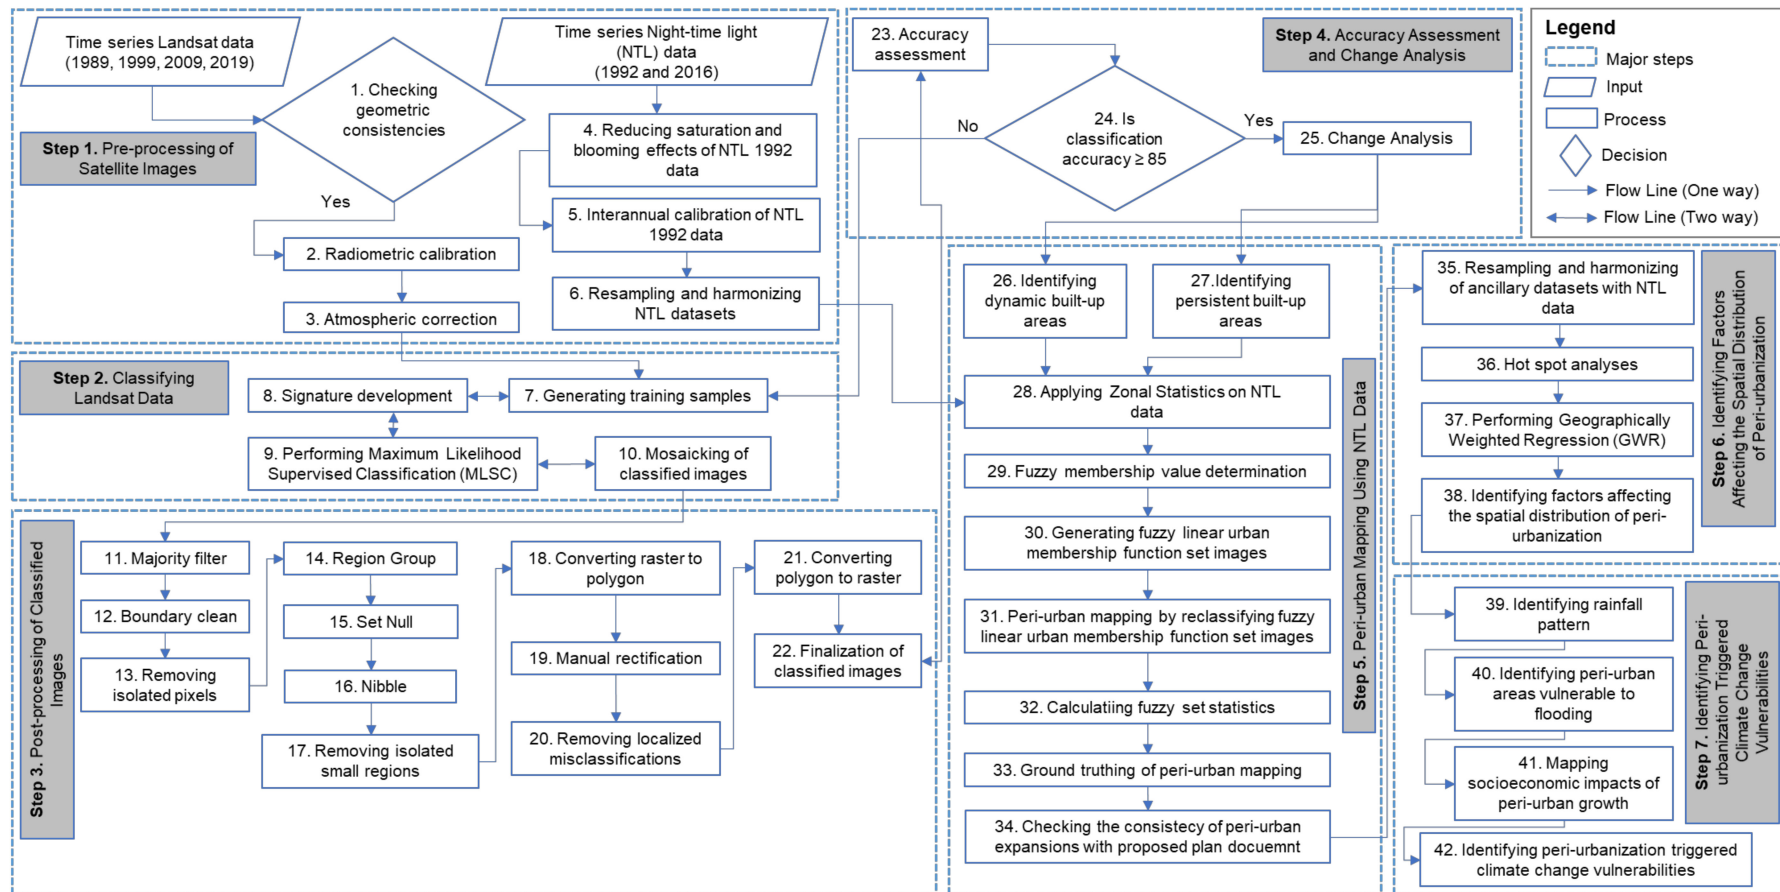 Time series Landsat data
(1989, 1999, 2009, 2019)
Time series Night-time light
(NTL) data
(1992 and 2016)
1. Checking
geometric
consistencies
Step 1. Pre-processing of
Satellite Images
Yes
2. Radiometric calibration
3. Atmospheric correction
4. Reducing saturation and
blooming effects of NTL 1992
data
5. Interannual calibration of NTL
1992 data
6. Resampling and harmonizing
NTL datasets
Step 2. Classifying
Landsat Data
8. Signature development
7. Generating training samples
9. Performing Maximum Likelihood
Supervised Classification (MLSC)
10. Mosaicking of
classified images
Step 3. Post-processing of Classified
Images
11. Majority filter
12. Boundary clean
13. Removing
isolated pixels
14. Region Group
15. Set Null
16. Nibble
17. Removing isolated
small regions
18. Converting raster to
polygon
19. Manual rectification
20. Removing localized
misclassifications
21. Converting
polygon to raster
22. Finalization of
classified images
23. Accuracy
assessment
Step 4. Accuracy Assessment
and Change Analysis
No
24. Is
classification
accuracy ≥ 85
Yes
25. Change Analysis
26. Identifying
dynamic built-up
areas
27.Identifying
persistent built-up
areas
28. Applying Zonal Statistics on NTL
data
29. Fuzzy membership value determination
30. Generating fuzzy linear urban
membership function set images
31. Peri-urban mapping by reclassifying fuzzy
linear urban membership function set images
32. Calculatiing fuzzy set statistics
33. Ground truthing of peri-urban mapping
34. Checking the consistecy of peri-urban
expansions with proposed plan docuemnt
Step 5. Peri-urban Mapping Using NTL Data
Legend
Major steps
Input
Process
Decision
Flow Line (One way)
Flow Line (Two way)
35. Resampling and harmonizing
of ancillary datasets with NTL
data
36. Hot spot analyses
37. Performing Geographically
Weighted Regression (GWR)
38. Identifying factors affecting
the spatial distribution of peri-
urbanization
Step 6. Identifying Factors
Affecting the Spatial Distribution
of Peri-urbanization
39. Identifying rainfall
pattern
40. Identifying peri-urban
areas vulnerable to
flooding
41. Mapping
socioeconomic impacts of
peri-urban growth
42. Identifying peri-urbanization triggered
climate change vulnerabilities
Step 7. Identifying Peri-
urbanization Triggered
Climate Change
Vulnerabilities